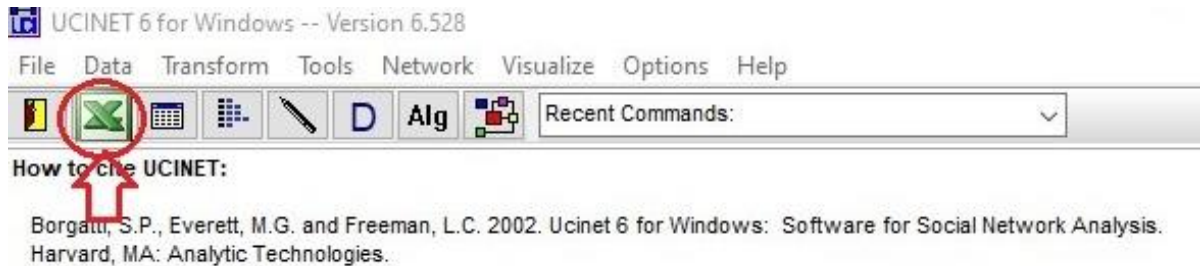 UCINET 6 for Windows -- Version 6.528
File Data Transform Tools Network Visualize Options Help
D Alg Recent Commands:
How to cite UCINET:
Borgatti, S.P., Everett, M.G. and Freeman, L.C. 2002. Ucinet 6 for Windows: Software for Social Network Analysis.
Harvard, MA: Analytic Technologies.